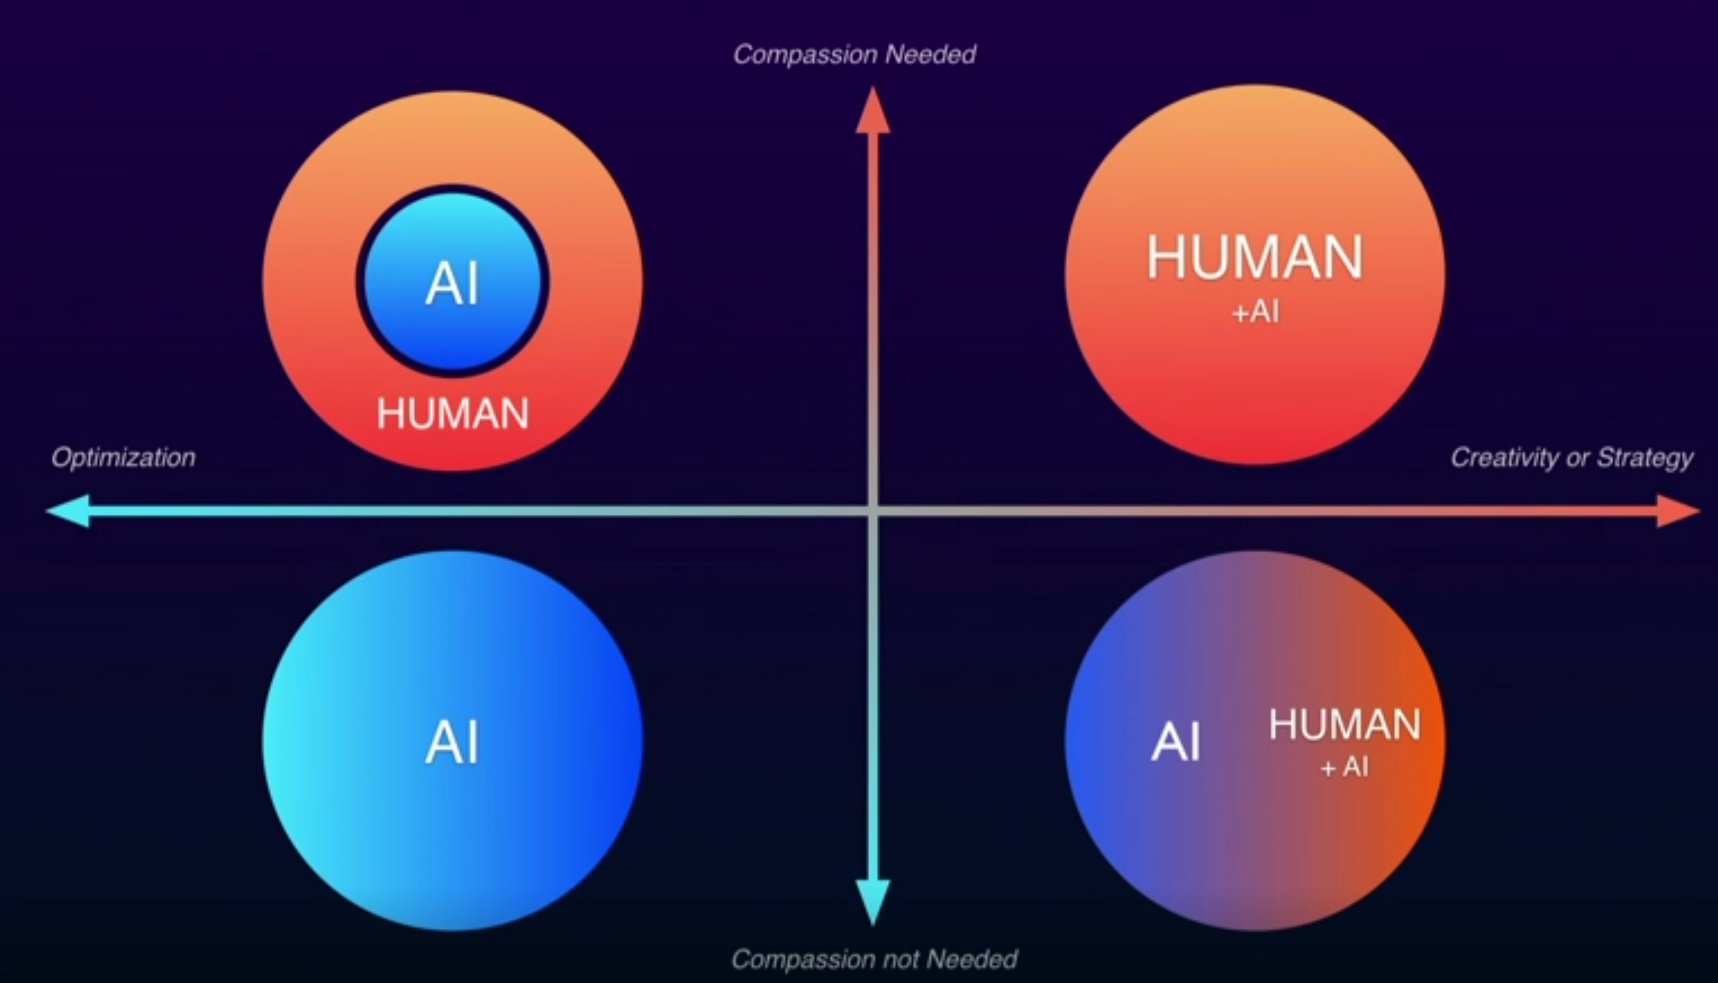 Compassion Needed
AI
HUMAN
HUMAN
+AI
Optimization
Creativity or Strategy
AI
AI
HUMAN
+ AI
Compassion not Needed